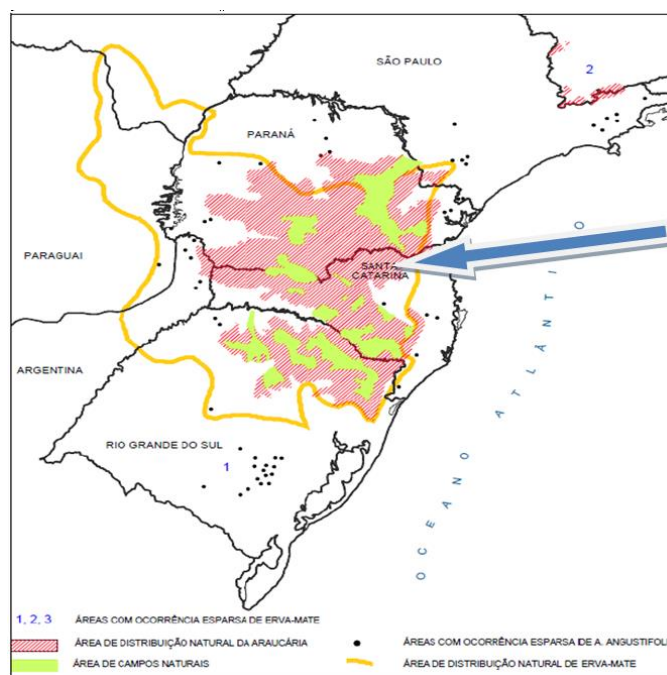 SÃO PAULO
2
PARANÁ
PARAGUAI
SANTA
CATARINA
ARGENTINA
RIO GRANDE DO SUL
1
OCEANO ATLÂNTICO
1, 2, 3 ÁREAS COM OCORRÊNCIA ESPARSA DE ERVA-MATE
ÁREA DE DISTRIBUIÇÃO NATURAL DA ARAUCÁRIA
ÁREAS COM OCORRÊNCIA ESPARSA DE A. ANGUSTIFOLI
ÁREA DE CAMPOS NATURAIS
ÁREA DE DISTRIBUIÇÃO NATURAL DE ERVA-MATE